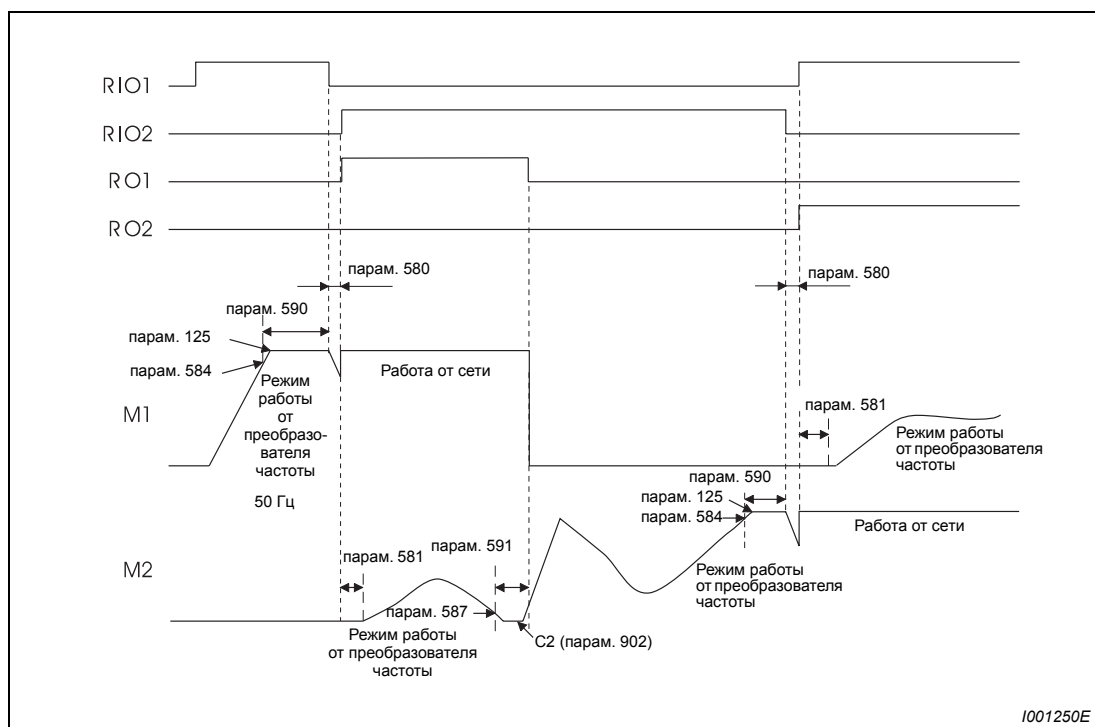 RIO1
RIO2
RO1
RO2
парам. 580
парам. 580
парам. 590
парам. 125
парам. 584
Режим
работы
от
преобразо-
вателя
частоты
50 Гц
Работа от сети
M1
парам. 581
Режим работы
от преобразователя
частоты
парам. 590
парам. 125
парам. 584
Работа от сети
M2
парам. 581
парам. 591
парам. 587
Режим работы
от преобразователя
частоты
C2 (парам. 902)
Режим работы
от преобразователя
частоты
I001250E